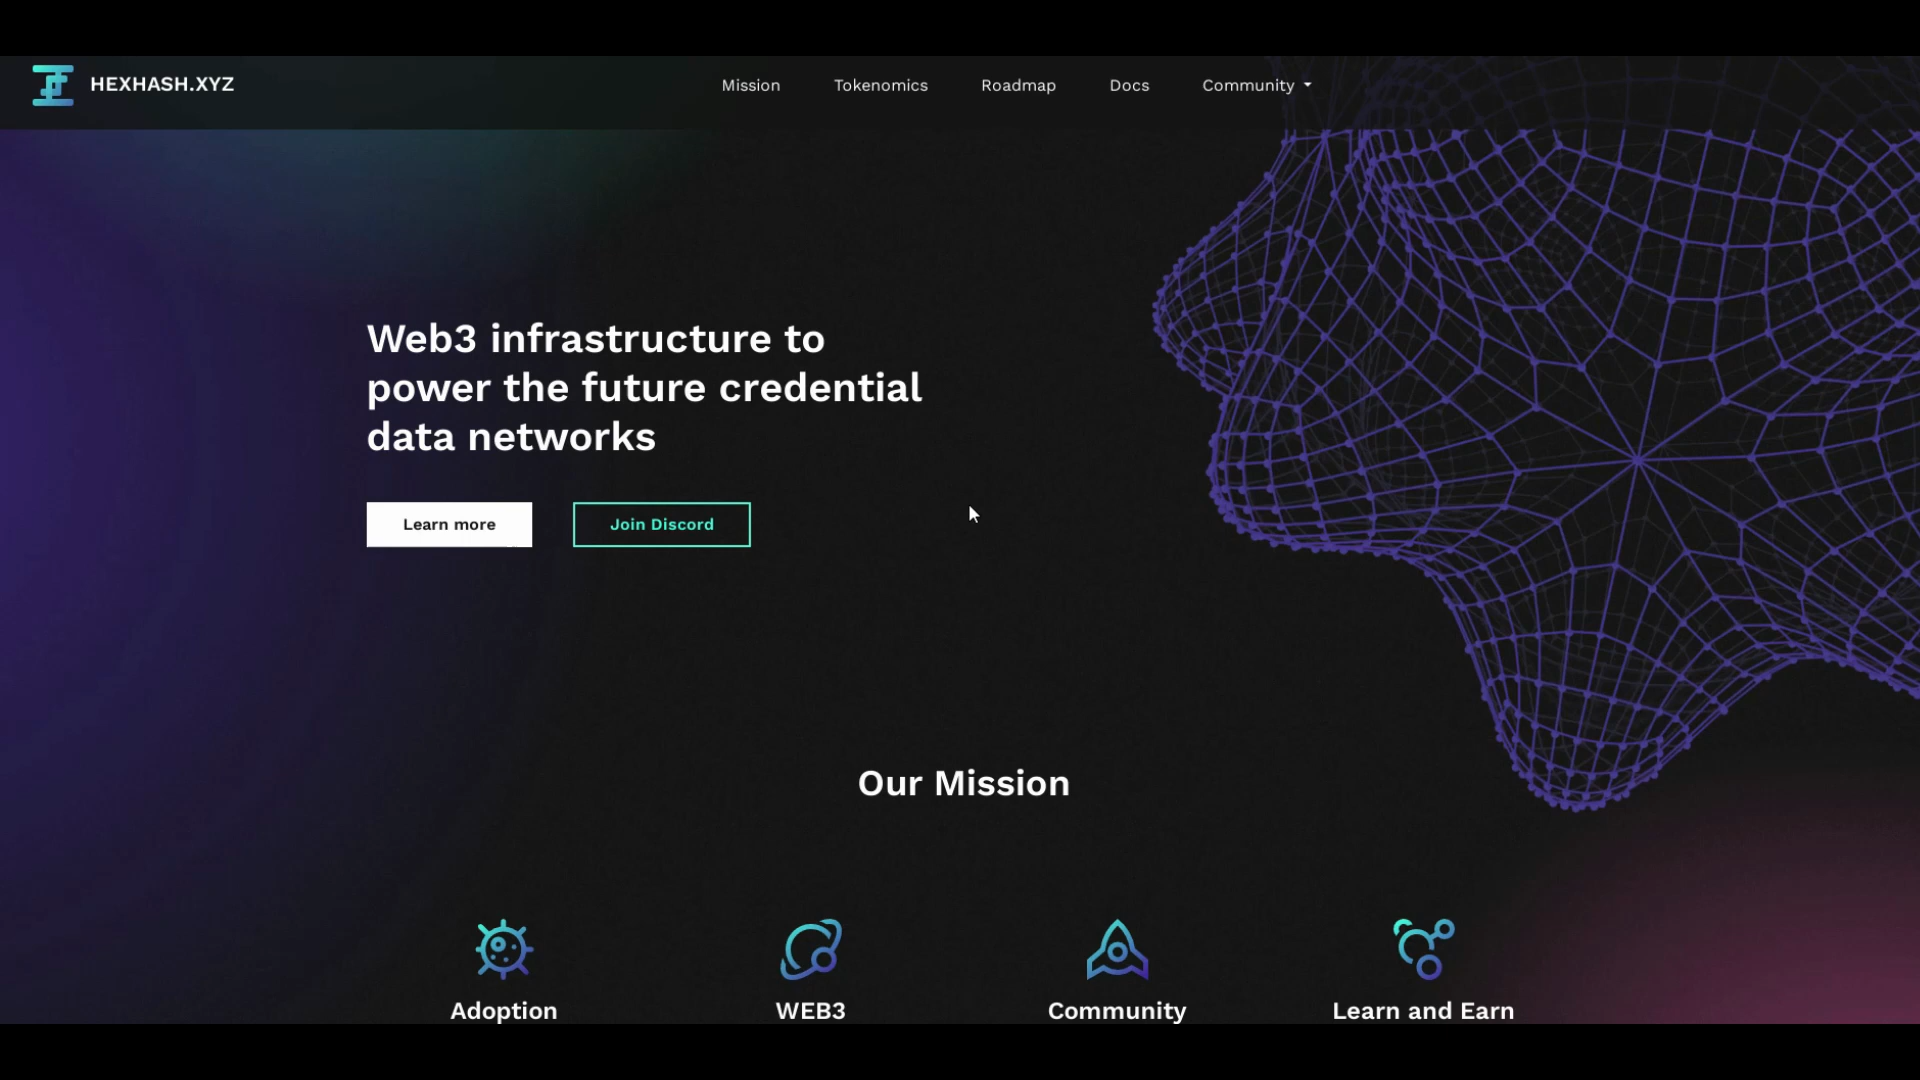 HEXHASH.XYZ
Mission
Tokenomics
Roadmap
Docs
Community
Web3 infrastructure to
power the future credential
data networks
Learn more
Join Discord
Our Mission
Adoption
WEB3
Community
Learn and Earn